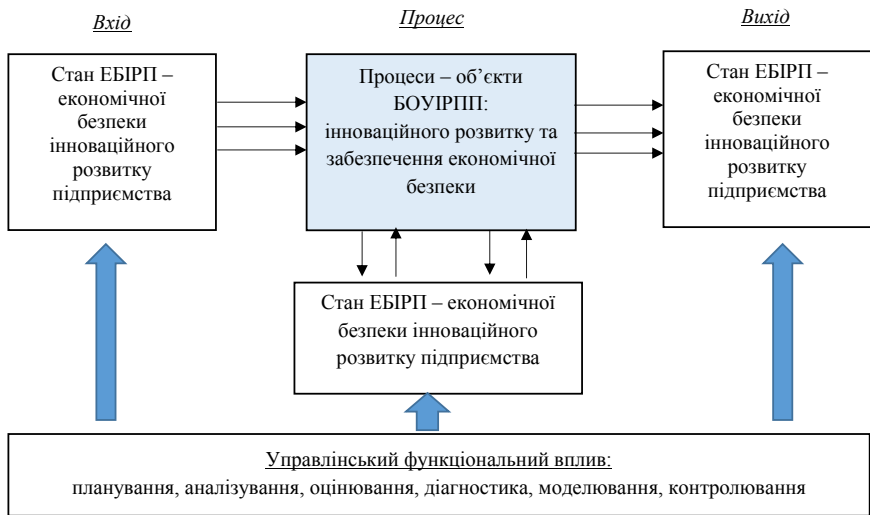 Вхід
Процес
Вихід
Стан ЕБІРП –
економічної
безпеки
інноваційного
розвитку
підприємства
Процеси – об’єкти
БОУІРПП:
інноваційного розвитку та
забезпечення економічної
безпеки
Стан ЕБІРП –
економічної
безпеки
інноваційного
розвитку
підприємства
Стан ЕБІРП – економічної
безпеки інноваційного
розвитку підприємства
Управлінський функціональний вплив:
планування, аналізування, оцінювання, діагностика, моделювання, контролювання